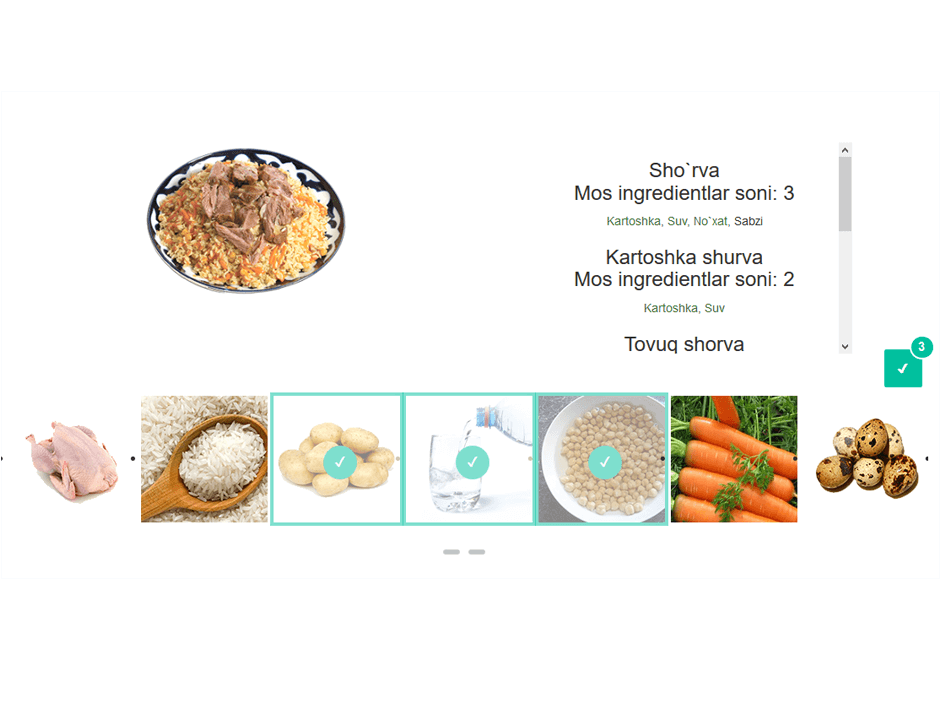 Sho`rva
Mos ingredientlar soni: 3
Kartoshka, Suv, No`xat, Sabzi
Kartoshka shurva
Mos ingredientlar soni: 2
Kartoshka, Suv
Tovuq shorva
3